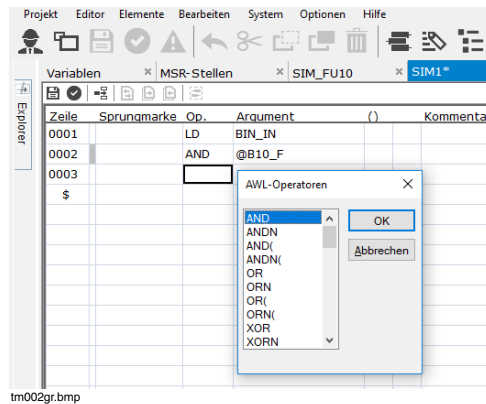 Projekt Editor Elemente Bearbeiten System Optionen Hilfe
Variablen × MSR-Stellen × SIM_FU10 × SIM1*
Explorer
Zeile Sprungmarke Op. Argument () Kommenta
0001 LD BIN_IN
0002 AND @B10_F
0003
$
AWL-Operatoren ×
AND
ANDN
AND(
ANDN(
OR
ORN
OR(
ORN(
XOR
XORN
OK
Abbrechen
tm002gr.bmp